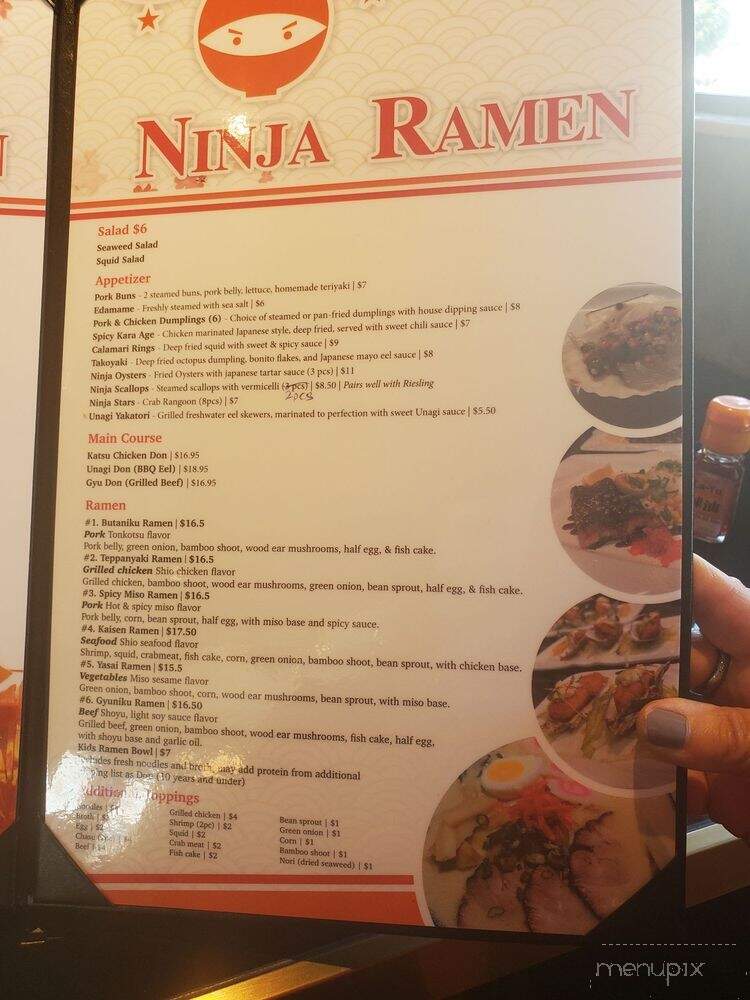 N
NINJA RAMEN
Salad $6
Seaweed Salad
Squid Salad
Appetizer
Pork Buns - 2 steamed buns, pork belly, lettuce, homemade teriyaki | $7
Edamame - Freshly steamed with sea salt | $6
Pork & Chicken Dumplings (6) - Choice of steamed or pan-fried dumplings with house dipping sauce | $8
Spicy Kara Age - Chicken marinated Japanese style, deep fried, served with sweet chili sauce | $7
Calamari Rings - Deep fried squid with sweet & spicy sauce | $9
Takoyaki - Deep fried octopus dumpling, bonito flakes, and Japanese mayo eel sauce | $8
Ninja Oysters - Fried Oysters with japanese tartar sauce (3 pcs) | $11
Ninja Scallops - Steamed scallops with vermicelli (3 pcs) | $8.50 | Pairs well with Riesling
2pcs
Ninja Stars - Crab Rangoon (8pcs) | $7
Unagi Yakatori - Grilled freshwater eel skewers, marinated to perfection with sweet Unagi sauce | $5.50
Main Course
Katsu Chicken Don | $16.95
Unagi Don (BBQ Eel) | $18.95
Gyu Don (Grilled Beef) | $16.95
Ramen
#1. Butaniku Ramen | $16.5
Pork Tonkotsu flavor
Pork belly, green onion, bamboo shoot, wood ear mushrooms, half egg, & fish cake.
#2. Teppanyaki Ramen | $16.5
Grilled chicken Shio chicken flavor
Grilled chicken, bamboo shoot, wood ear mushrooms, green onion, bean sprout, half egg, & fish cake.
#3. Spicy Miso Ramen | $16.5
Pork Hot & spicy miso flavor
Pork belly, corn, bean sprout, half egg, with miso base and spicy sauce.
#4. Kaisen Ramen | $17.50
Seafood Shio seafood flavor
Shrimp, squid, crabmeat, fish cake, corn, green onion, bamboo shoot, bean sprout, with chicken base.
#5. Yasai Ramen | $15.5
Vegetables Miso sesame flavor
Green onion, bamboo shoot, corn, wood ear mushrooms, bean sprout, with miso base.
#6. Gyuniku Ramen | $16.50
Beef Shoyu, light soy sauce flavor
Grilled beef, green onion, bamboo shoot, wood ear mushrooms, fish cake, half egg,
with shoyu base and garlic oil.
Kids Ramen Bowl | $7
fresh noodles and broth, may add protein from additional
list as Don (10 years and under)
Toppings
Noodles
Broth
Egg | $2
Chasu
Beef | $4
Grilled chicken | $4
Shrimp (2pc) | $2
Squid | $2
Crab meat | $2
Fish cake | $2
Bean sprout | $1
Green onion | $1
Corn | $1
Bamboo shoot | $1
Nori (dried seaweed) | $1
menupix